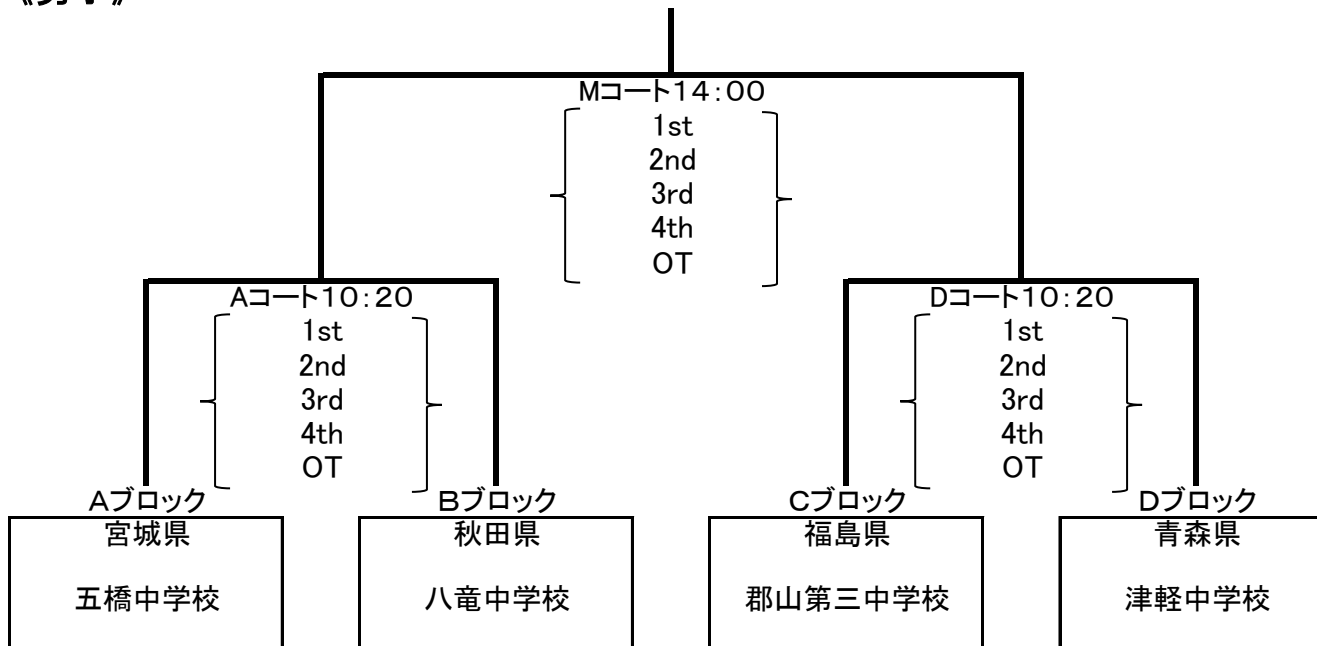 Mコート14:00
1st
2nd
3rd
4th
OT
Aコート10:20
1st
2nd
3rd
4th
OT
Dコート10:20
1st
2nd
3rd
4th
OT
Aブロック
宮城県
五橋中学校
Bブロック
秋田県
八竜中学校
Cブロック
福島県
郡山第三中学校
Dブロック
青森県
津軽中学校